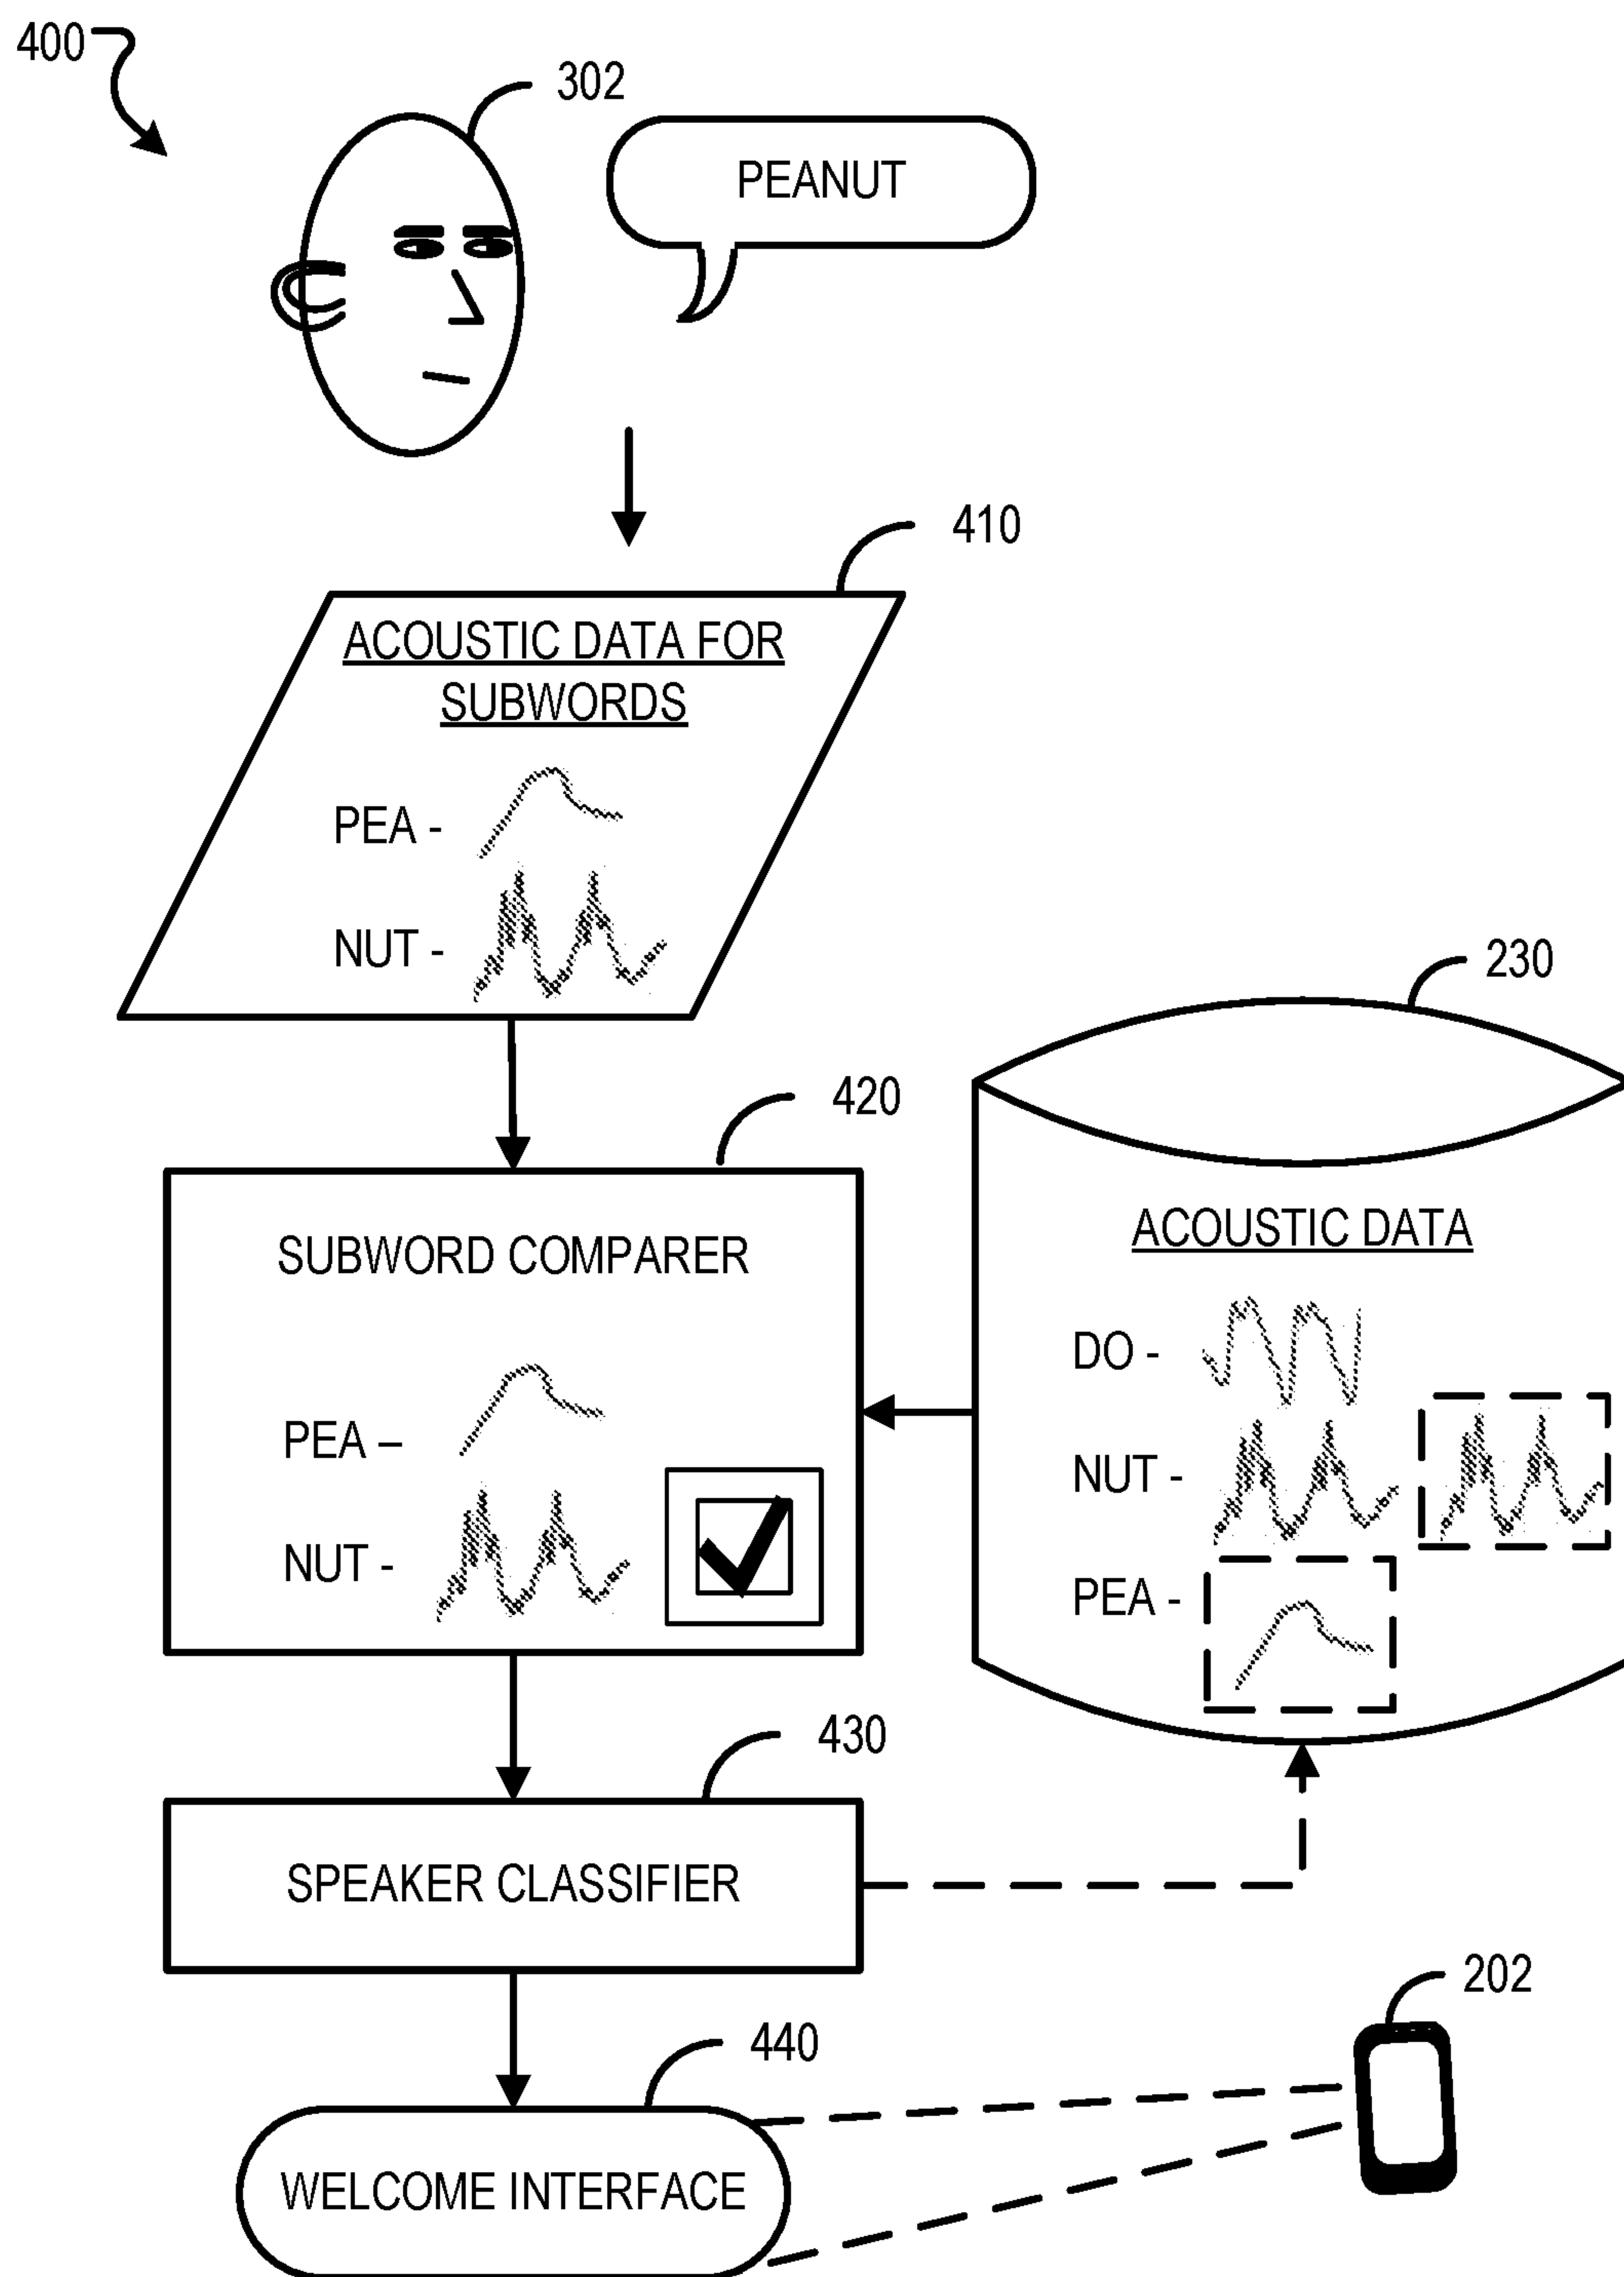 400
302
PEANUT
410
ACOUSTIC DATA FOR
SUBWORDS
PEA -
NUT -
230
420
SUBWORD COMPARER
PEA –
NUT -
ACOUSTIC DATA
DO -
NUT -
PEA -
430
SPEAKER CLASSIFIER
202
440
WELCOME INTERFACE